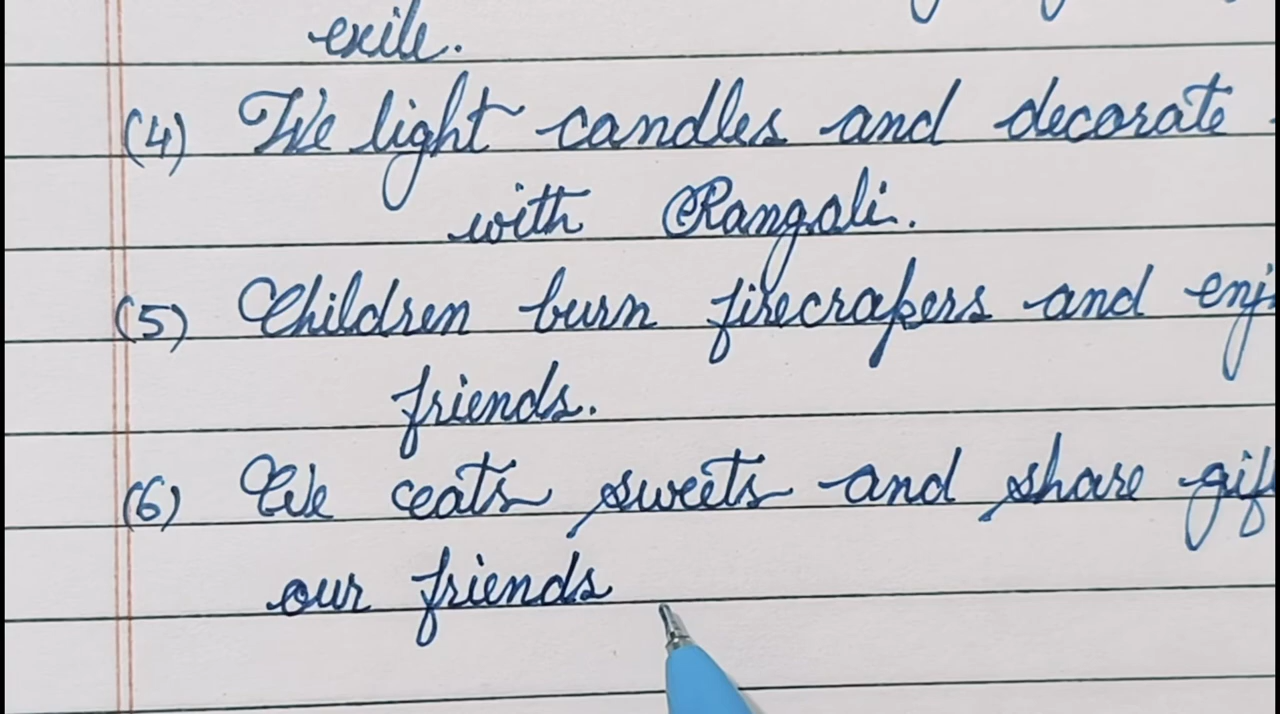 exile.
(4) We light candles and decorate
with Rangoli.
(5) Children burn firecrapers and enj
friends.
(6) We eats sweets and share gif
our friends